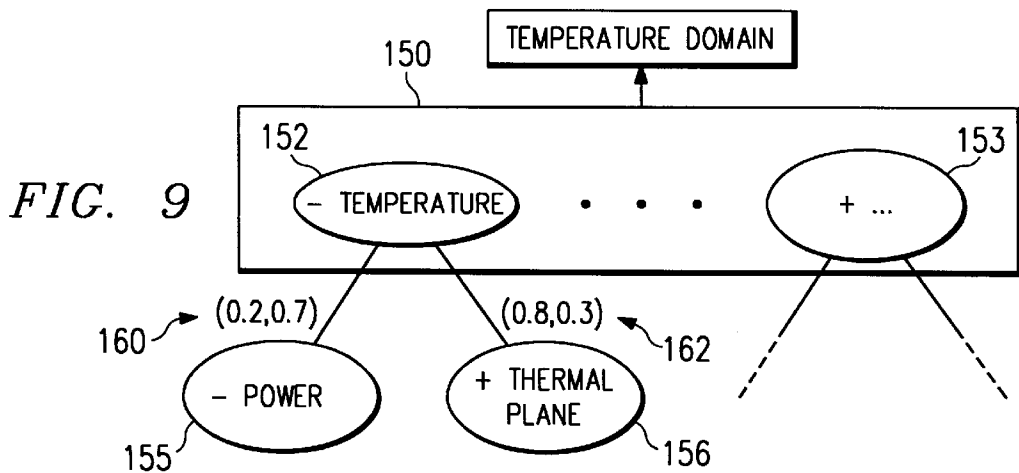 TEMPERATURE DOMAIN
150
152
153
FIG. 9
- TEMPERATURE
. . .
+ ...
160
(0.2,0.7)
(0.8,0.3)
162
- POWER
+ THERMAL
PLANE
155
156